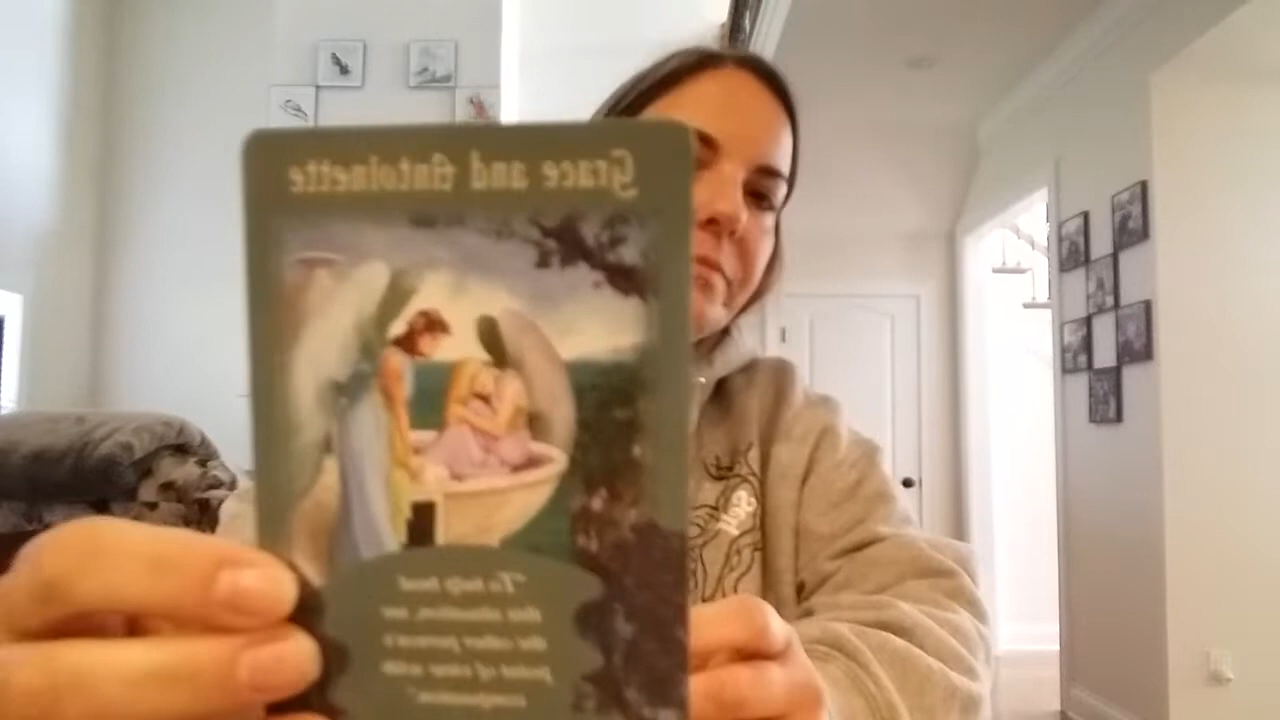 Grace and Antoinette
"To help heal
this situation, see
the other person's
point of view with
compassion."